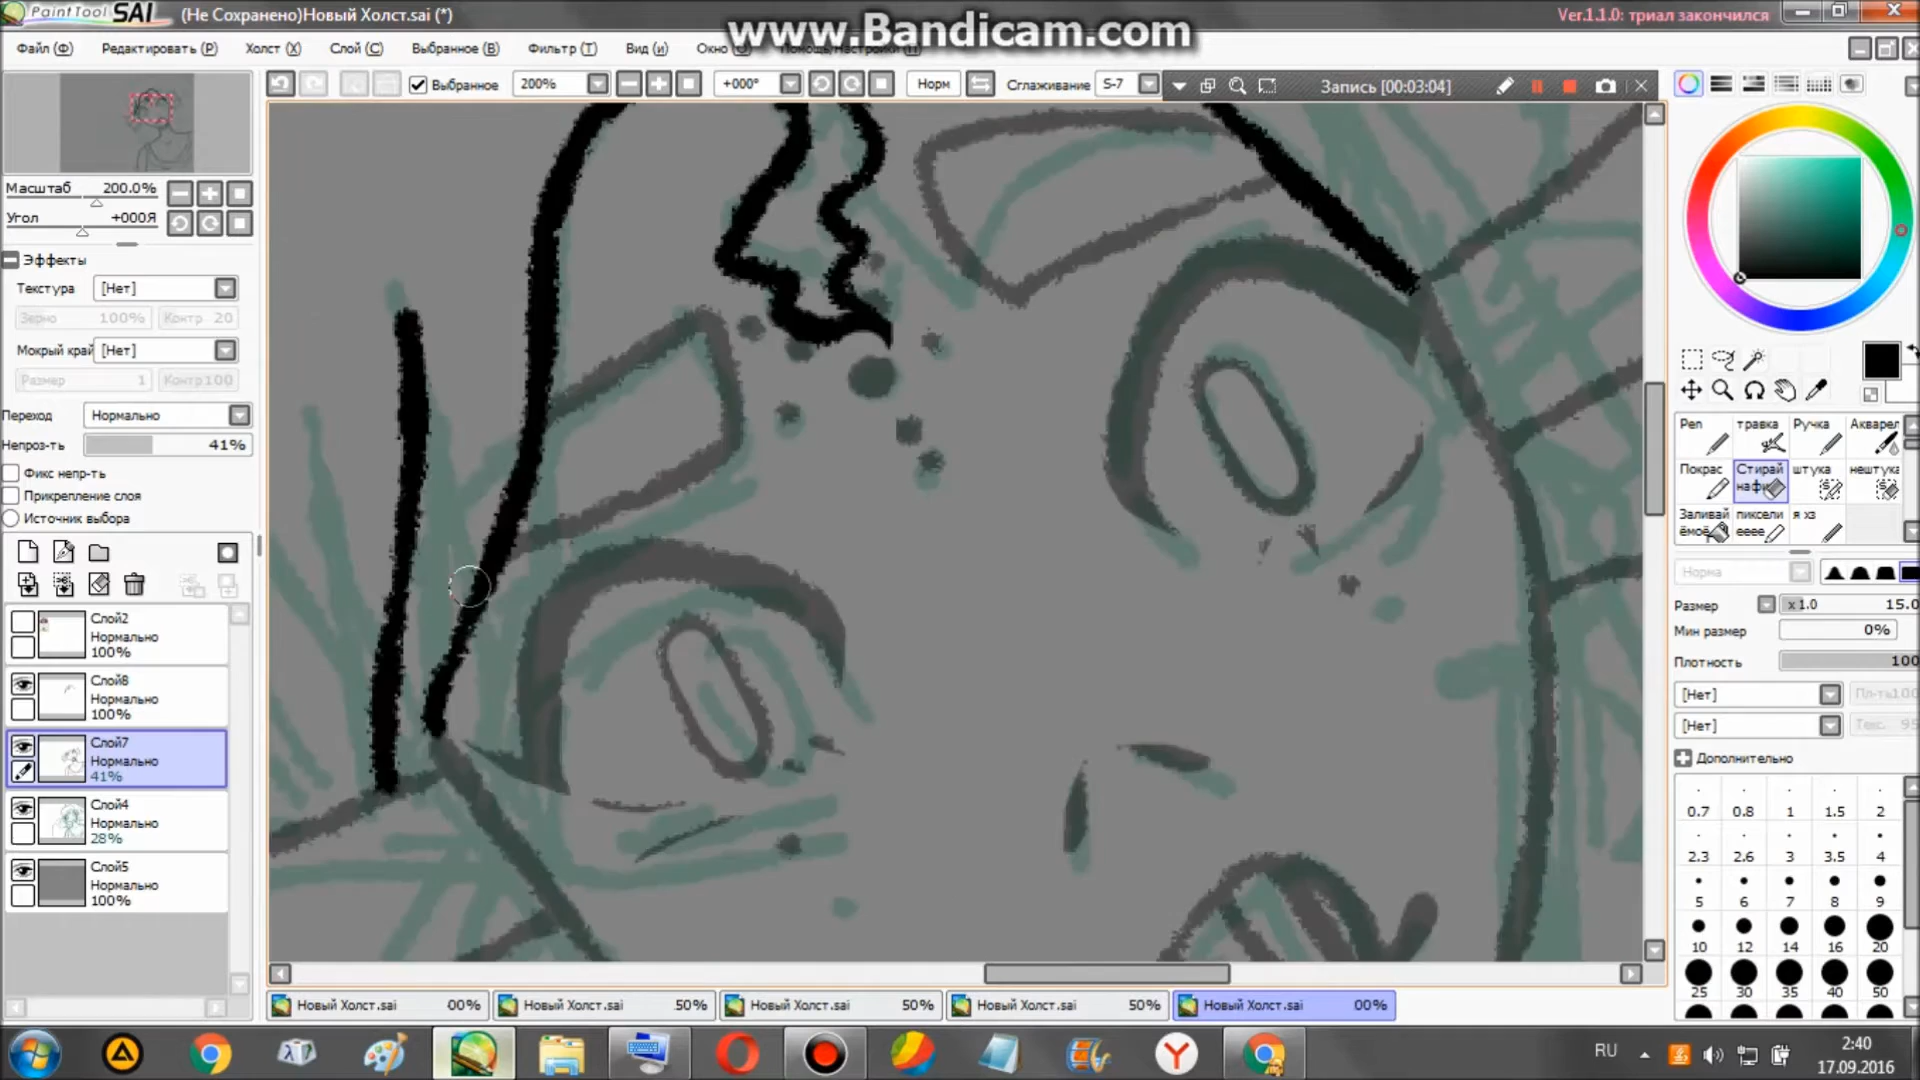 PaintTool SAI (Не Сохранено)Новый Холст.sai (*)
www.Bandicam.com
Ver.1.1.0: триал закончился
Файл (Ф) Редактировать (Р) Холст (Х) Слой (С) Выбранное (В) Фильтр (Т) Вид (и) Окно
Выбранное 200% +000° Норм Сглаживание S-7
Запись [00:03:04]
Масштаб 200.0%
Угол +000Я
Эффекты
Текстура [Нет]
Зерно 100% Контр 20
Мокрый край [Нет]
Размер 1 Контр100
Переход Нормально
Непроз-ть 41%
Фикс непр-ть
Прикрепление слоя
Источник выбора
Слой2
Нормально
100%
Слой8
Нормально
100%
Слой7
Нормально
41%
Слой4
Нормально
28%
Слой5
Нормально
100%
Pen травка Ручка Акварел
Покрас Стирай штука нештука
на фи
Заливай пиксели я хз
ёмоё ееее
Норма
Размер x 1.0 15.0
Мин размер 0%
Плотность 100
[Нет] Пл-ть100
[Нет] Текс. 95
Дополнительно
0.7 0.8 1 1.5 2
2.3 2.6 3 3.5 4
5 6 7 8 9
10 12 14 16 20
25 30 35 40 50
Новый Холст.sai 00% Новый Холст.sai 50% Новый Холст.sai 50% Новый Холст.sai 50% Новый Холст.sai 00%
RU
2:40
17.09.2016